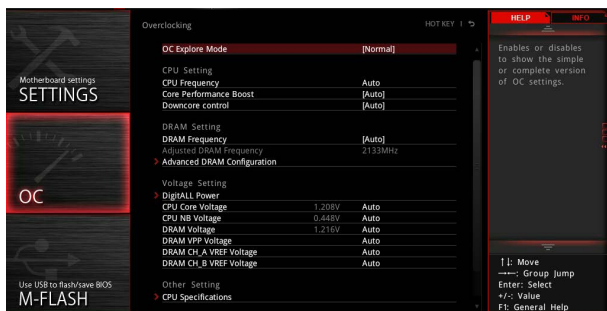 Overclocking
HOT KEY |
HELP
INFO
Motherboard settings
SETTINGS
OC
Use USB to flash/save BIOS
M-FLASH
OC Explore Mode [Normal]
CPU Setting
CPU Frequency Auto
Core Performance Boost [Auto]
Downcore control [Auto]
DRAM Setting
DRAM Frequency [Auto]
Adjusted DRAM Frequency 2133MHz
Advanced DRAM Configuration
Voltage Setting
DigitALL Power
CPU Core Voltage 1.208V Auto
CPU NB Voltage 0.448V Auto
DRAM Voltage 1.216V Auto
DRAM VPP Voltage Auto
DRAM CH_A VREF Voltage Auto
DRAM CH_B VREF Voltage Auto
Other Setting
CPU Specifications
Enables or disables
to show the simple
or complete version
of OC settings.
↑↓: Move
→←: Group Jump
Enter: Select
+/-: Value
F1: General Help